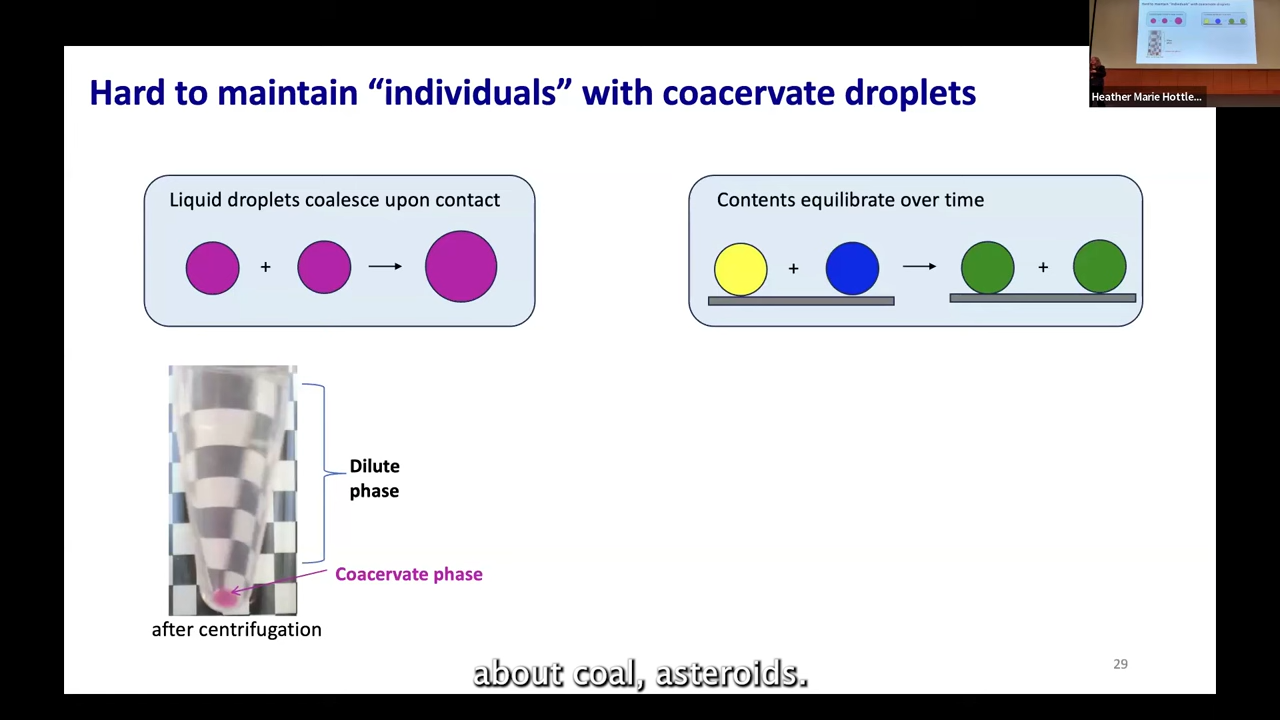 Hard to maintain “individuals” with coacervate droplets
Heather Marie Hottle...
Liquid droplets coalesce upon contact
+
Contents equilibrate over time
+
+
Dilute
phase
Coacervate phase
after centrifugation
29
about coal, asteroids.